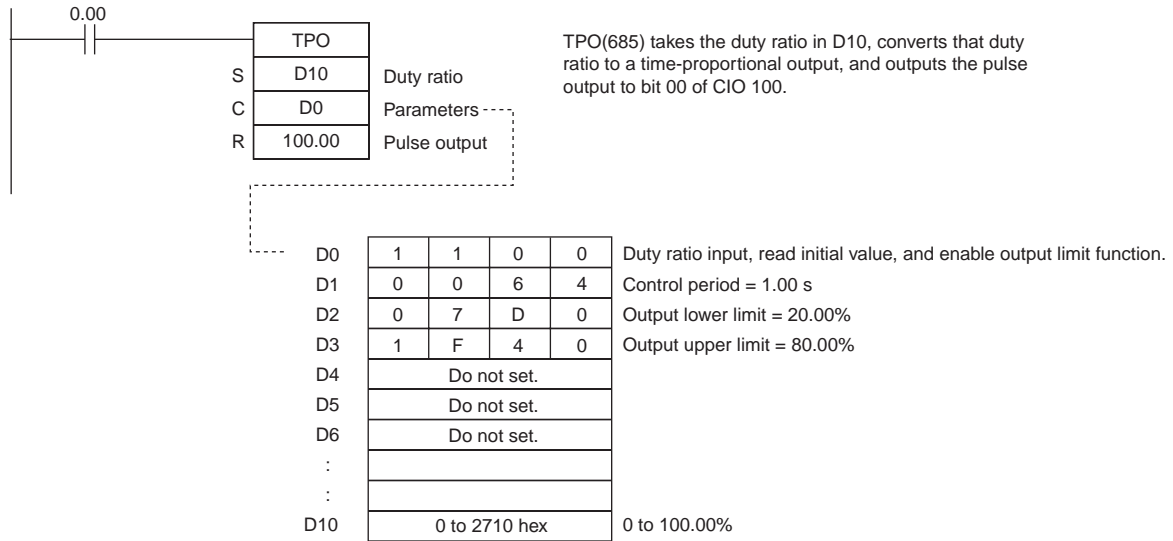 0.00
TPO
TPO(685) takes the duty ratio in D10, converts that duty
ratio to a time-proportional output, and outputs the pulse
output to bit 00 of CIO 100.
S D10 Duty ratio
C D0 Parameters
R 100.00 Pulse output
D0 1 1 0 0 Duty ratio input, read initial value, and enable output limit function.
D1 0 0 6 4 Control period = 1.00 s
D2 0 7 D 0 Output lower limit = 20.00%
D3 1 F 4 0 Output upper limit = 80.00%
D4 Do not set.
D5 Do not set.
D6 Do not set.
:
:
D10 0 to 2710 hex 0 to 100.00%